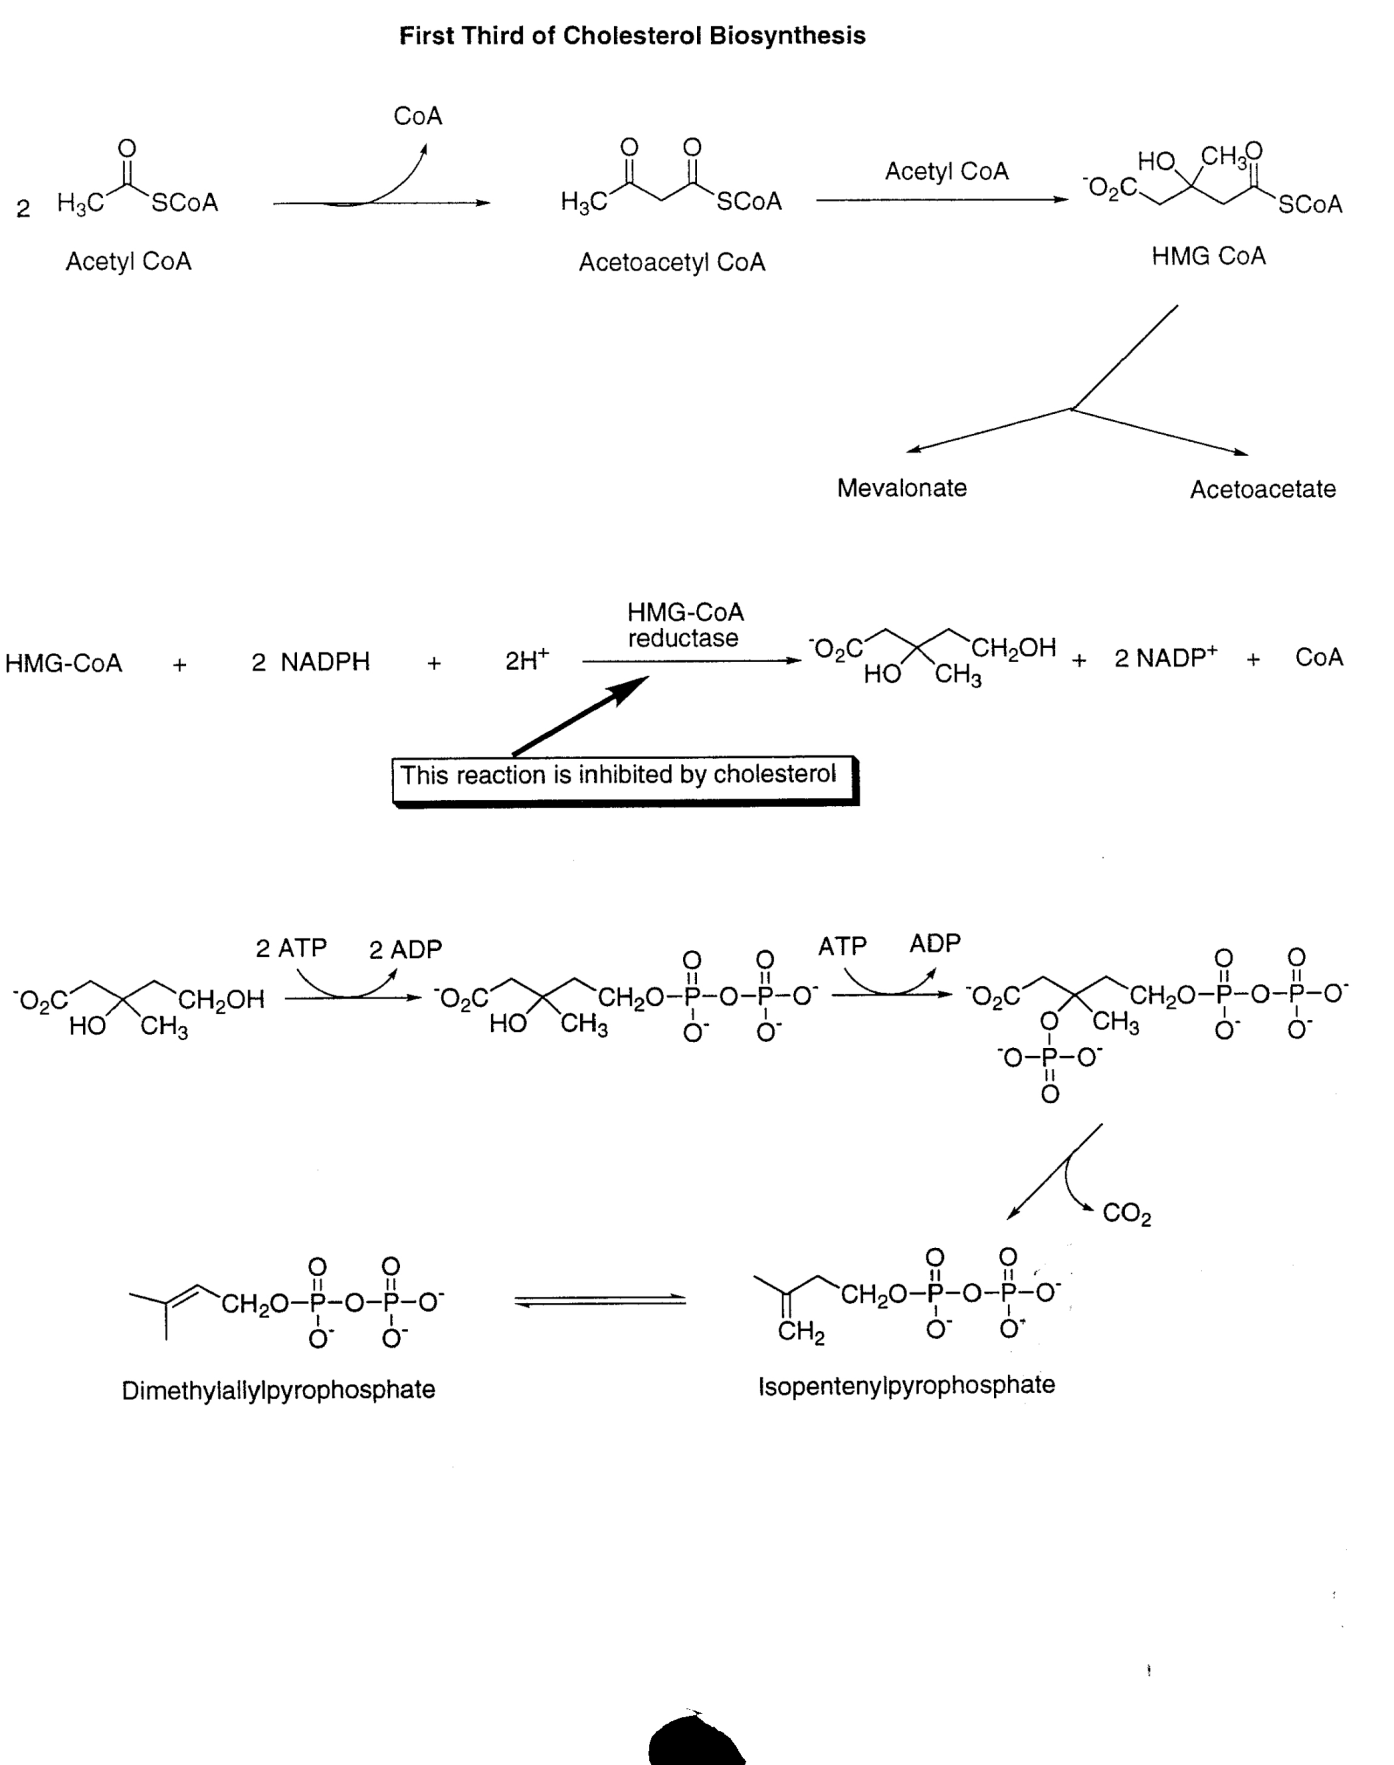 First Third of Cholesterol Biosynthesis
CoA
O
O O
HO CH3 O
2 H3C SCoA
H3C SCoA
Acetyl CoA
-O2C SCoA
Acetyl CoA
Acetoacetyl CoA
HMG CoA
Mevalonate
Acetoacetate
HMG-CoA + 2 NADPH + 2H+
HMG-CoA
reductase
-O2C CH2OH + 2 NADP+ + CoA
HO CH3
This reaction is inhibited by cholesterol
2 ATP 2 ADP
ATP ADP
-O2C CH2OH
HO CH3
O O
-O2C CH2O-P-O-P-O-
HO CH3 O- O-
O O
-O2C CH2O-P-O-P-O-
O CH3 O- O-
-O-P-O-
O
CO2
O O
CH2O-P-O-P-O-
O- O-
O O
CH2O-P-O-P-O-
CH2 O- O-
Dimethylallylpyrophosphate
Isopentenylpyrophosphate